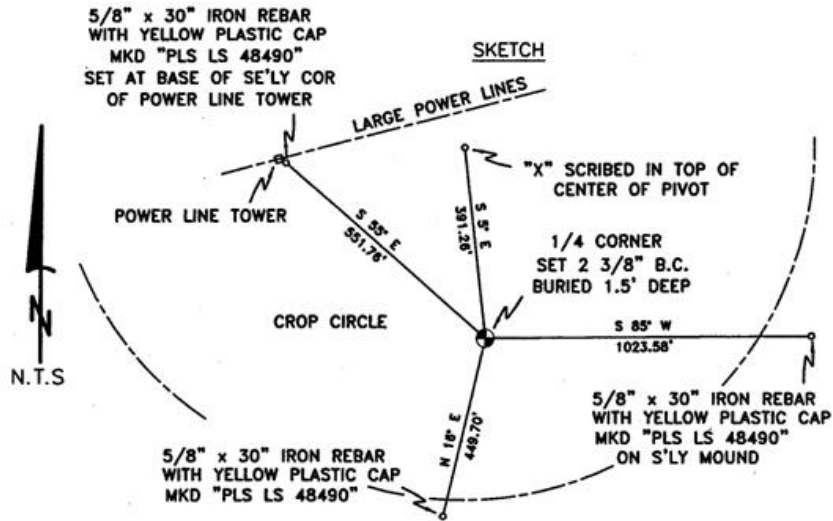 5/8" x 30" IRON REBAR
WITH YELLOW PLASTIC CAP
MKD "PLS LS 48490"
SET AT BASE OF SE'LY COR
OF POWER LINE TOWER
SKETCH
LARGE POWER LINES
"X" SCRIBED IN TOP OF
CENTER OF PIVOT
POWER LINE TOWER
S 55° E
551.76'
S 5° E
391.26'
1/4 CORNER
SET 2 3/8" B.C.
BURIED 1.5' DEEP
CROP CIRCLE
S 85° W
1023.58'
N
N.T.S
5/8" x 30" IRON REBAR
WITH YELLOW PLASTIC CAP
MKD "PLS LS 48490"
ON S'LY MOUND
N 16° E
449.70'
5/8" x 30" IRON REBAR
WITH YELLOW PLASTIC CAP
MKD "PLS LS 48490"